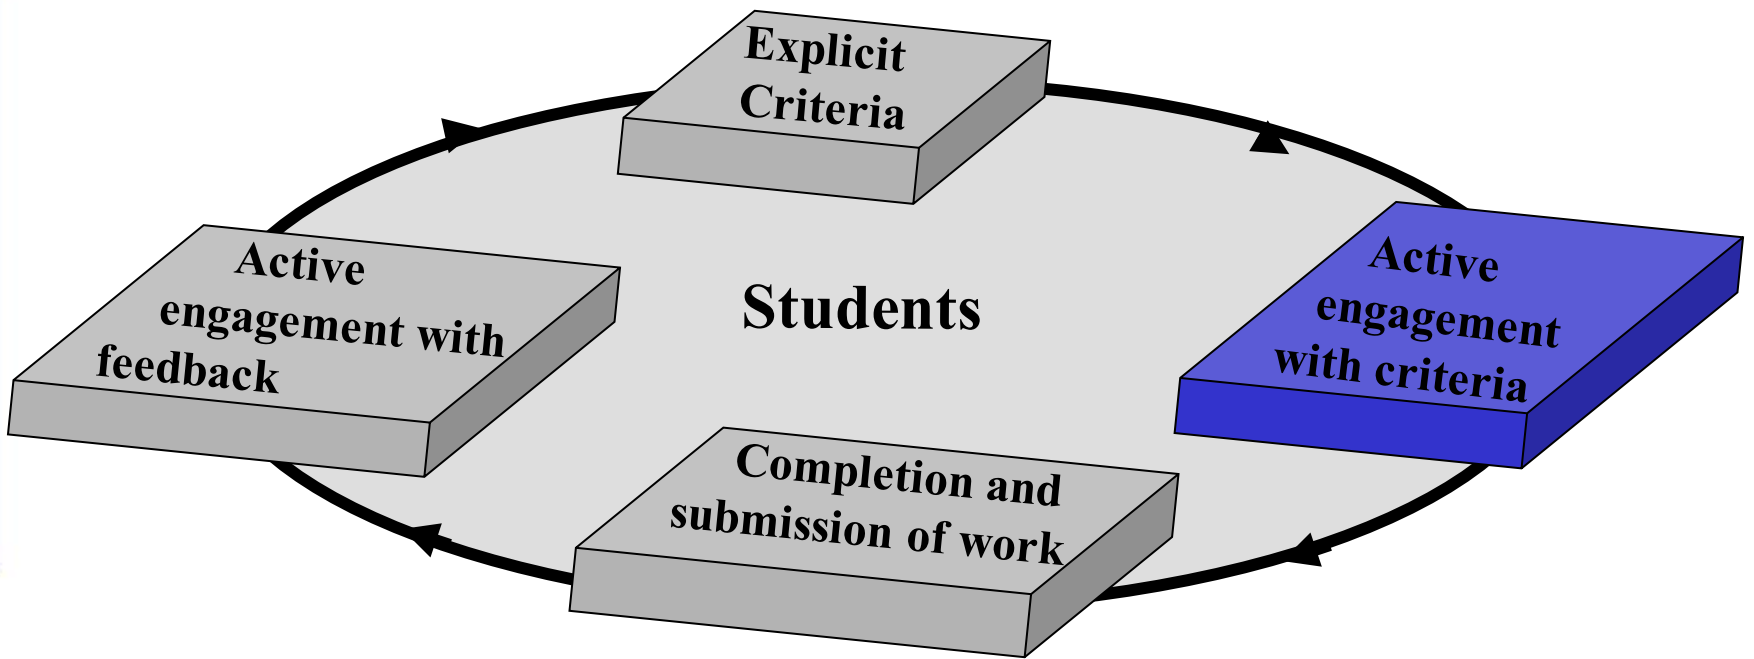 Explicit
Criteria
Active
engagement with
feedback
Students
Active
engagement
with criteria
Completion and
submission of work